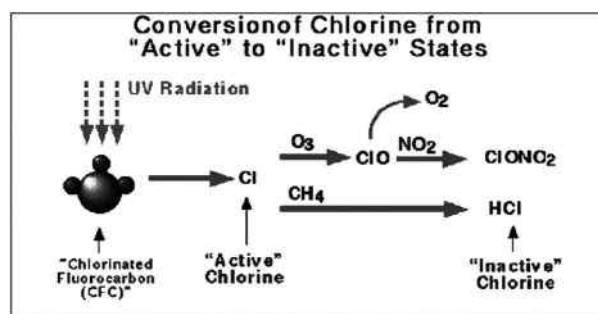 Conversionof Chlorine from
"Active" to "Inactive" States
UV Radiation
O2
O3
ClO
NO2
ClONO2
Cl
CH4
HCl
"Chlorinated
Fluorocarbon
(CFC)"
"Active"
Chlorine
"Inactive"
Chlorine